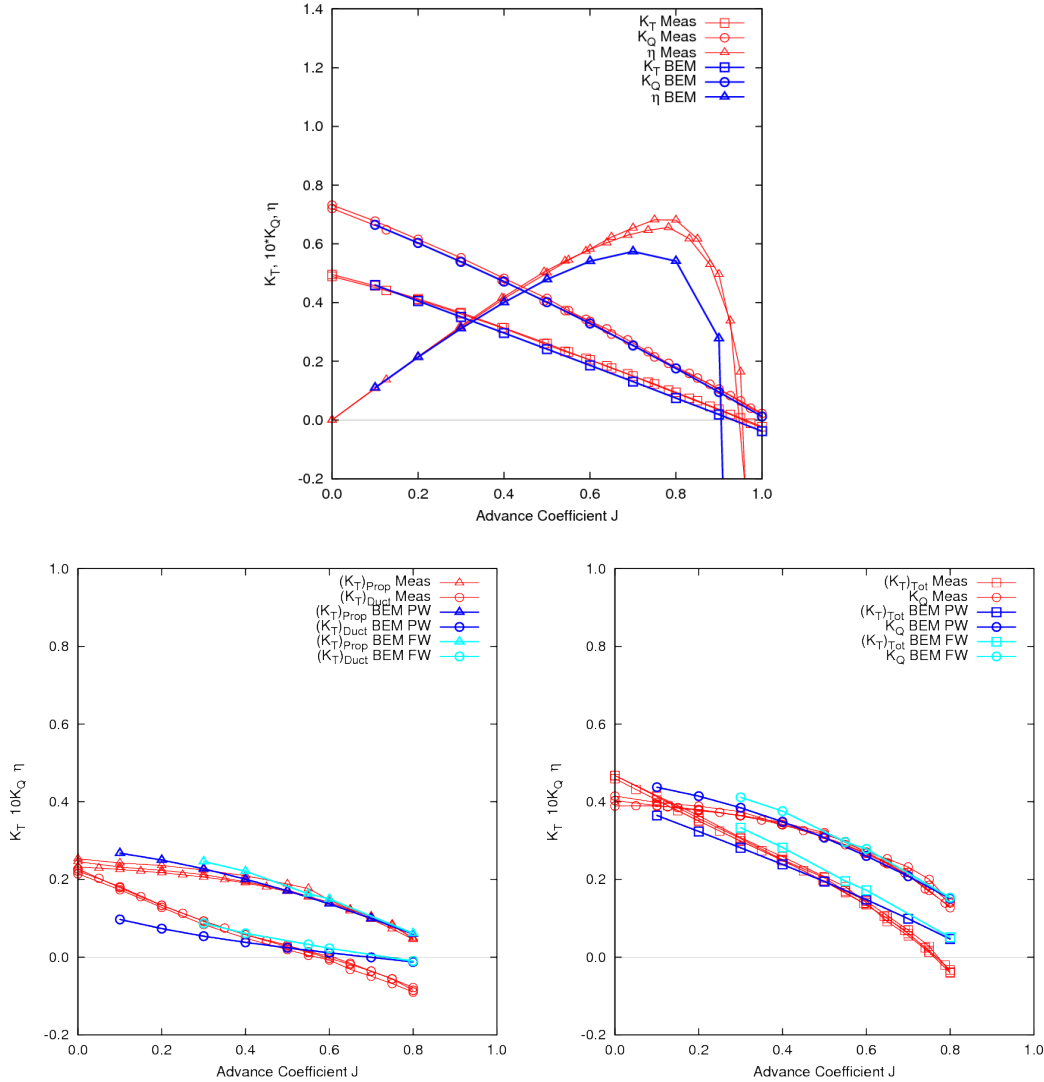 K_T Meas
K_Q Meas
η Meas
K_T BEM
K_Q BEM
η BEM
1.4
1.2
1.0
0.8
0.6
0.4
0.2
0.0
-0.2
K_T, 10*K_Q, η
0.0 0.2 0.4 0.6 0.8 1.0
Advance Coefficient J
(K_T)_Prop Meas
(K_T)_Duct Meas
(K_T)_Prop BEM PW
(K_T)_Duct BEM PW
(K_T)_Prop BEM FW
(K_T)_Duct BEM FW
1.0
0.8
0.6
0.4
0.2
0.0
-0.2
K_T 10K_Q η
0.0 0.2 0.4 0.6 0.8 1.0
Advance Coefficient J
(K_T)_Tot Meas
K_Q Meas
(K_T)_Tot BEM PW
K_Q BEM PW
(K_T)_Tot BEM FW
K_Q BEM FW
1.0
0.8
0.6
0.4
0.2
0.0
-0.2
K_T 10K_Q η
0.0 0.2 0.4 0.6 0.8 1.0
Advance Coefficient J